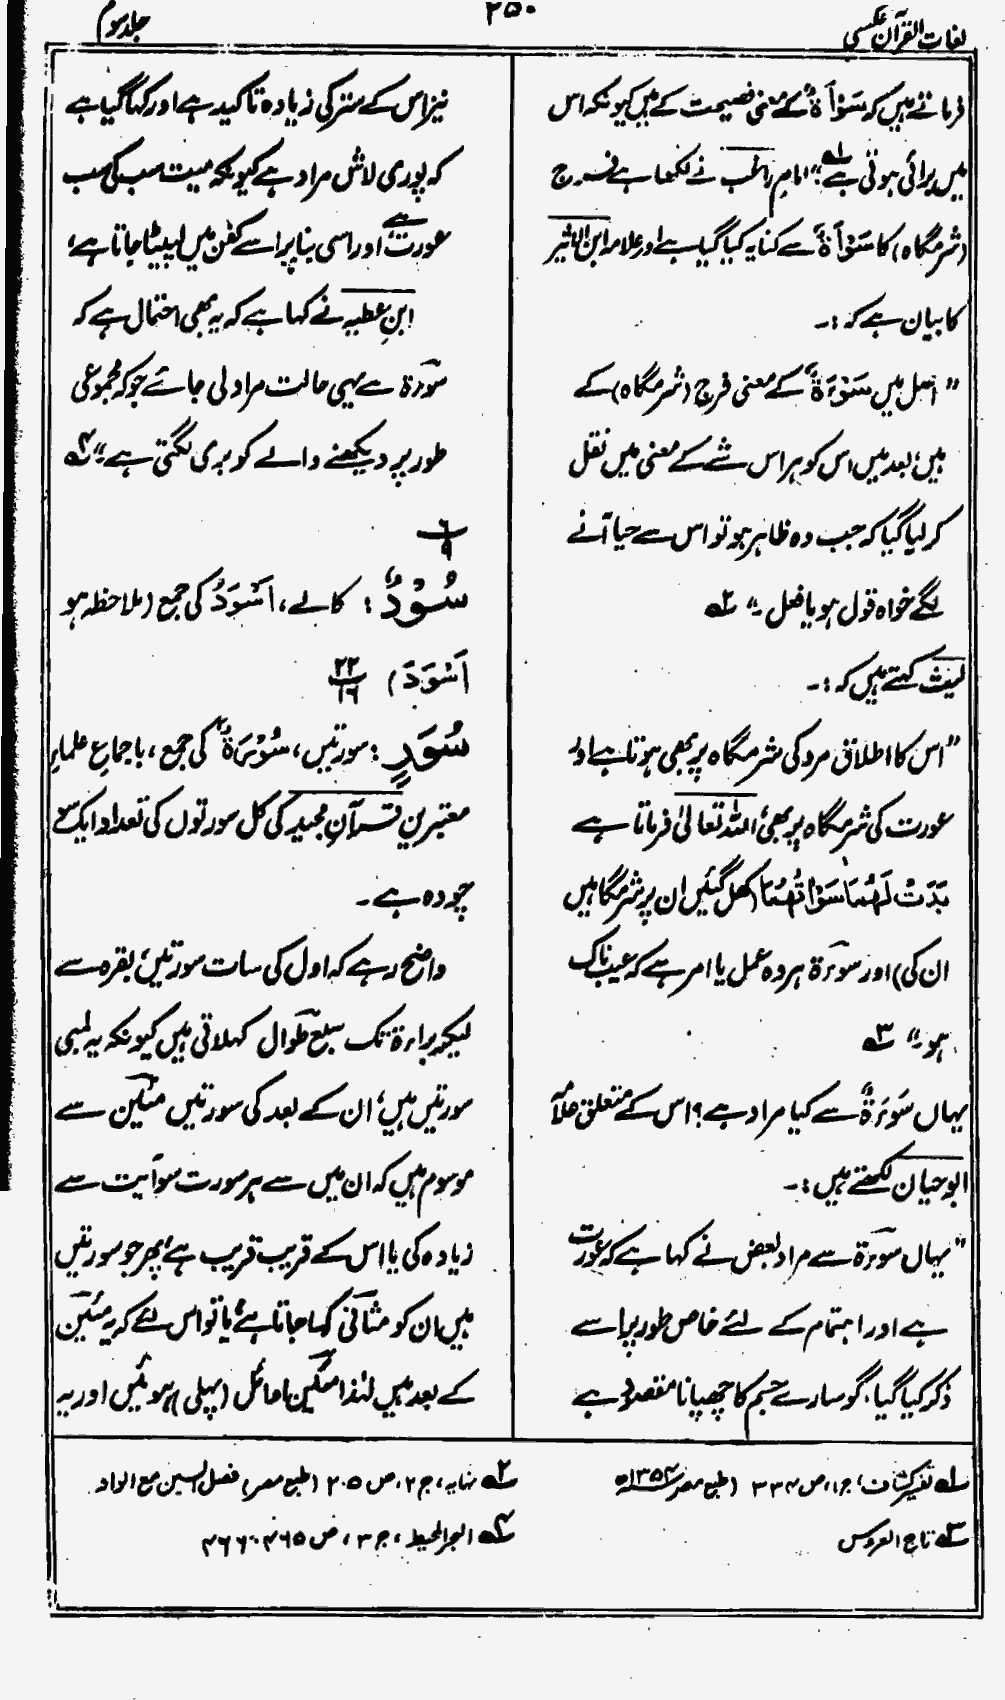 لغات القرآن عکسی
۲۵۰
جلد سوم
فرماتے ہیں کہ سَوْأَۃٌ کے معنی فضیحت کے ہیں کیونکہ اس
میں برائی ہوتی ہے" ۱ہ امام راغب نے لکھا ہے فرج
(شرمگاہ) کا سَوْأَۃٌ سے کنایہ کیا گیا ہے اور علامہ ابن الاثیر
کا بیان ہے کہ :۔
"اصل میں سَوْءَۃٌ کے معنی فرج (شرمگاہ) کے
ہیں، بعد میں اس کو ہر اس شے کے معنی میں نقل
کر لیا گیا کہ جب وہ ظاہر ہو تو اس سے حیا آنے
لگے خواہ قول ہو یا فعل ۔" ۲ہ
لیث کہتے ہیں کہ :۔
"اس کا اطلاق مرد کی شرمگاہ پر بھی ہوتا ہے اور
عورت کی شرمگاہ پر بھی، اللہ تعالیٰ فرماتا ہے
بَدَتْ لَهُمَا سَوْاٰتُهُمَا (کھل گئیں ان پر شرمگاہیں
ان کی) اور سوءۃ ہر وہ عمل یا امر ہے کہ عیب ناک
ہو ۔" ۳ہ
یہاں سَوْءَۃٌ سے کیا مراد ہے؟ اس کے متعلق علامہ
ابو حیان لکھتے ہیں :۔
"یہاں سوءۃ سے مراد بعض نے کہا ہے کہ عورت
ہے اور اہتمام کے لئے خاص طور پر اسے
ذکر کیا گیا، گو سارے جسم کا چھپانا مقصود ہے
نیز اس کے ستر کی زیادہ تاکید ہے اور کہا گیا ہے
کہ پوری لاش مراد ہے کیونکہ میت سب کی سب
عورت ہے اور اسی بنا پر اسے کفن میں لپیٹا جاتا ہے،
ابن عطیہ نے کہا ہے کہ یہ بھی احتمال ہے کہ
سوءۃ سے یہی حالت مراد لی جائے جو کہ مجموعی
طور پر دیکھنے والے کو بری لگتی ہے" ۴ہ
۶
۹
سُوْدٌ : کالے، اَسْوَدُ کی جمع (ملاحظہ ہو
اَسْوَدَ) ۲۲
۱۶
سُوَرٍ : سورتیں، سُوْرَۃٌ کی جمع، باجماع علماء
معتبرین قرآن مجید کی کل سورتوں کی تعداد ایک سو
چودہ ہے ۔
واضح رہے کہ اول کی سات سورتیں، بقرہ سے
لیکر براءۃ تک سبع طوال کہلاتی ہیں کیونکہ یہ لمبی
سورتیں ہیں، ان کے بعد کی سورتیں مئین سے
موسوم ہیں کہ ان میں سے ہر سورت سو آیت سے
زیادہ کی یا اس کے قریب قریب ہے، پھر جو سورتیں
ہیں ان کو مثانی کہا جاتا ہے، یا تو اس لئے کہ یہ مئین
کے بعد ہیں لہٰذا مئین اوائل (پہلی) ہوئیں اور یہ
۱ہ تفسیر کشاف، ج ۱، ص ۳۳۴ (طبع مصر ۱۳۵۴ھ)
۲ہ نہایہ، ج ۲، ص ۲۰۵ (طبع مصر) فصل السین مع الواو
۳ہ تاج العروس
۴ہ البحر المحیط، ج ۳، ص ۴۶۵، ۴۶۶